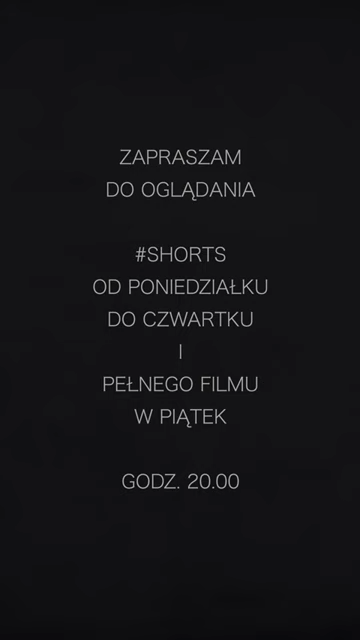 ZAPRASZAM
DO OGLĄDANIA
#SHORTS
OD PONIEDZIAŁKU
DO CZWARTKU
I
PEŁNEGO FILMU
W PIĄTEK
GODZ. 20.00